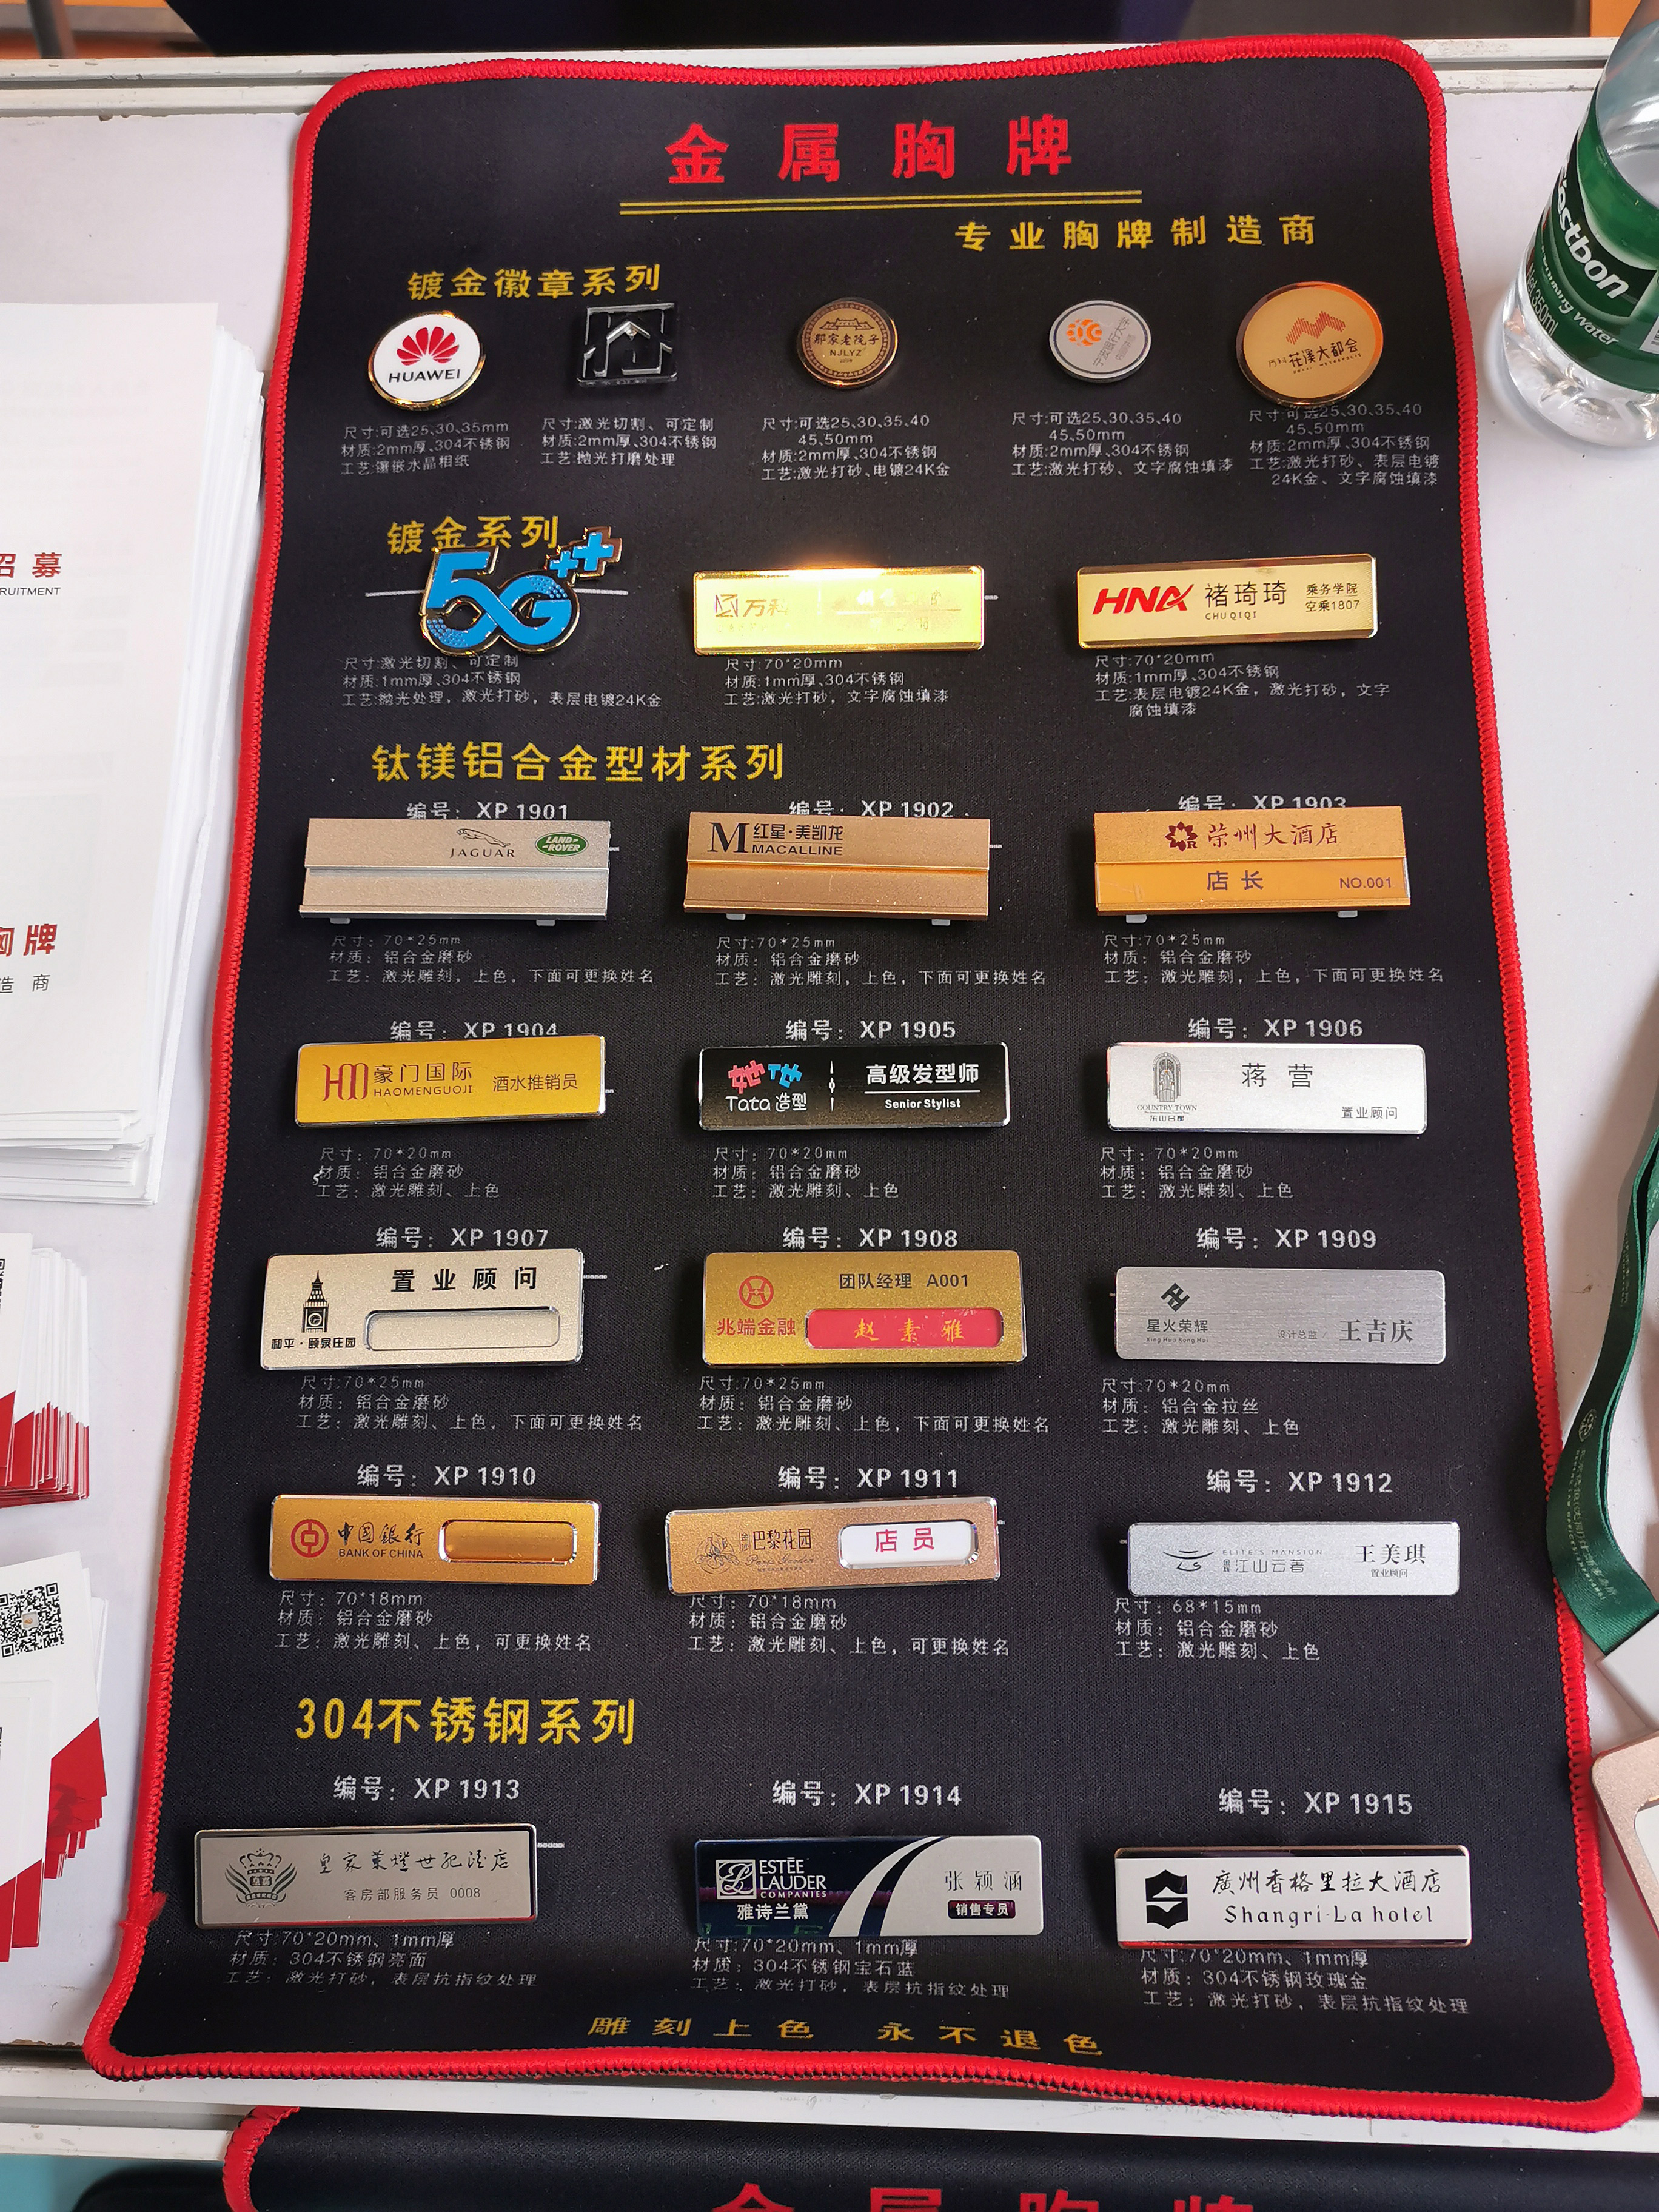 金属胸牌
专业胸牌制造商
镀金徽章系列
HUAWEI
那家老院子
NJLYZ
花溪大都会
尺寸:可选25、30、35mm
材质:2mm厚、304不锈钢
工艺:镶嵌水晶相纸
尺寸:激光切割、可定制
材质:2mm厚、304不锈钢
工艺:抛光打磨处理
尺寸:可选25、30、35、40
45、50mm
材质:2mm厚、304不锈钢
工艺:激光打砂、电镀24K金
尺寸:可选25、30、35、40
45、50mm
材质:2mm厚、304不锈钢
工艺:激光打砂、文字腐蚀填漆
尺寸:可选25、30、35、40
45、50mm
材质:2mm厚、304不锈钢
工艺:激光打砂、表层电镀
24K金、文字腐蚀填漆
镀金系列
5G++
万科
HNA 褚琦琦 乘务学院
CHUQIQI 空乘1807
尺寸:激光切割、可定制
材质:1mm厚、304不锈钢
工艺:抛光处理，激光打砂，表层电镀24K金
尺寸:70*20mm
材质:1mm厚、304不锈钢
工艺:激光打砂，文字腐蚀填漆
尺寸:70*20mm
材质:1mm厚、304不锈钢
工艺:表层电镀24K金，激光打砂，文字
腐蚀填漆
钛镁铝合金型材系列
编号：XP 1901
JAGUAR LAND-ROVER
尺寸：70*25mm
材质：铝合金磨砂
工艺：激光雕刻，上色，下面可更换姓名
编号：XP 1902
M 红星·美凯龙
MACALLINE
尺寸:70*25mm
材质：铝合金磨砂
工艺：激光雕刻，上色，下面可更换姓名
编号：XP 1903
荣州大酒店
店长 NO.001
尺寸:70*25mm
材质：铝合金磨砂
工艺：激光雕刻，上色，下面可更换姓名
编号：XP 1904
豪门国际 酒水推销员
HAOMENGUOJI
尺寸：70*20mm
材质：铝合金磨砂
工艺：激光雕刻、上色
编号：XP 1905
高级发型师
Tata 造型 Senior Stylist
尺寸：70*20mm
材质：铝合金磨砂
工艺：激光雕刻、上色
编号：XP 1906
蒋营
COUNTRY TOWN
置业顾问
尺寸：70*20mm
材质：铝合金磨砂
工艺：激光雕刻、上色
编号：XP 1907
置业顾问
和平·颐泉庄园
尺寸:70*25mm
材质：铝合金磨砂
工艺：激光雕刻、上色，下面可更换姓名
编号：XP 1908
团队经理 A001
兆端金融 赵素雅
尺寸:70*25mm
材质：铝合金磨砂
工艺：激光雕刻、上色，下面可更换姓名
编号：XP 1909
星火荣辉 设计总监 王吉庆
Xing Huo Rong Hui
尺寸:70*20mm
材质：铝合金拉丝
工艺：激光雕刻、上色
编号：XP 1910
中国银行
BANK OF CHINA
尺寸：70*18mm
材质：铝合金磨砂
工艺：激光雕刻、上色，可更换姓名
编号：XP 1911
巴黎花园 店员
尺寸：70*18mm
材质：铝合金磨砂
工艺：激光雕刻、上色，可更换姓名
编号：XP 1912
ELITE'S MANSION 王美琪
江山云著 置业顾问
尺寸：68*15mm
材质：铝合金磨砂
工艺：激光雕刻、上色
304不锈钢系列
编号：XP 1913
客房部服务员 0008
尺寸:70*20mm、1mm厚
材质：304不锈钢亮面
工艺：激光打砂，表层抗指纹处理
编号：XP 1914
ESTĒE
LAUDER
COMPANIES
雅诗兰黛
张颖涵
销售专员
尺寸:70*20mm、1mm厚
材质：304不锈钢宝石蓝
工艺：激光打砂，表层抗指纹处理
编号：XP 1915
廣州香格里拉大酒店
Shangri-La hotel
尺寸:70*20mm、1mm厚
材质：304不锈钢玫瑰金
工艺：激光打砂，表层抗指纹处理
雕刻上色 永不退色
招募
RUITMENT
胸牌
造商
350ml